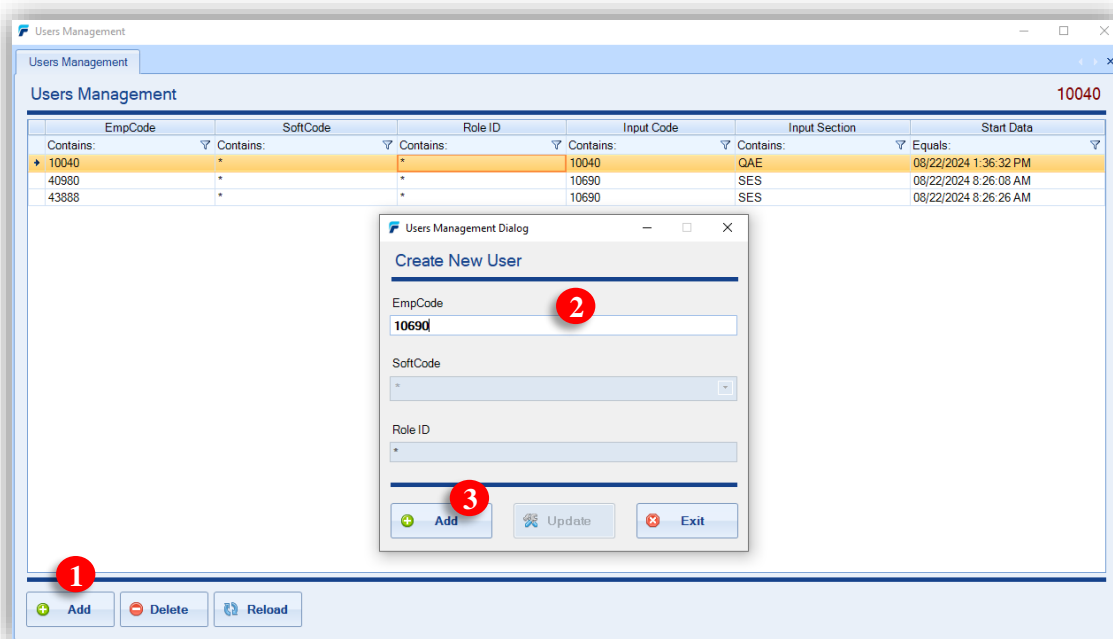 Users Management
Users Management
Users Management 10040
EmpCode SoftCode Role ID Input Code Input Section Start Data
Contains: Contains: Contains: Contains: Contains: Equals:
10040 * * 10040 QAE 08/22/2024 1:36:32 PM
40980 * * 10690 SES 08/22/2024 8:26:08 AM
43888 * * 10690 SES 08/22/2024 8:26:26 AM
Users Management Dialog
Create New User
EmpCode
2
10690
SoftCode
*
Role ID
*
3
Add Update Exit
1
Add Delete Reload